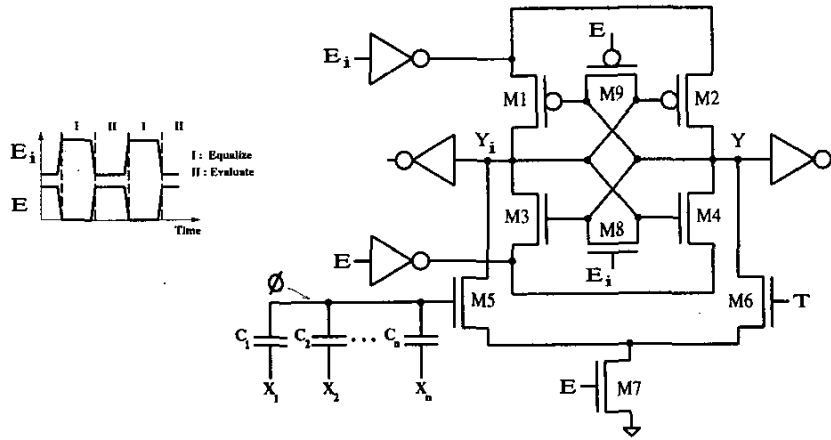 E
E_i
M1
M9
M2
Y_i
Y
M3
M8
M4
E
E_i
Ø
M5
M6
T
C_1
C_2
...
C_n
X_1
X_2
X_n
E
M7
I
II
I
II
E_i
I : Equalize
II : Evaluate
E
Time